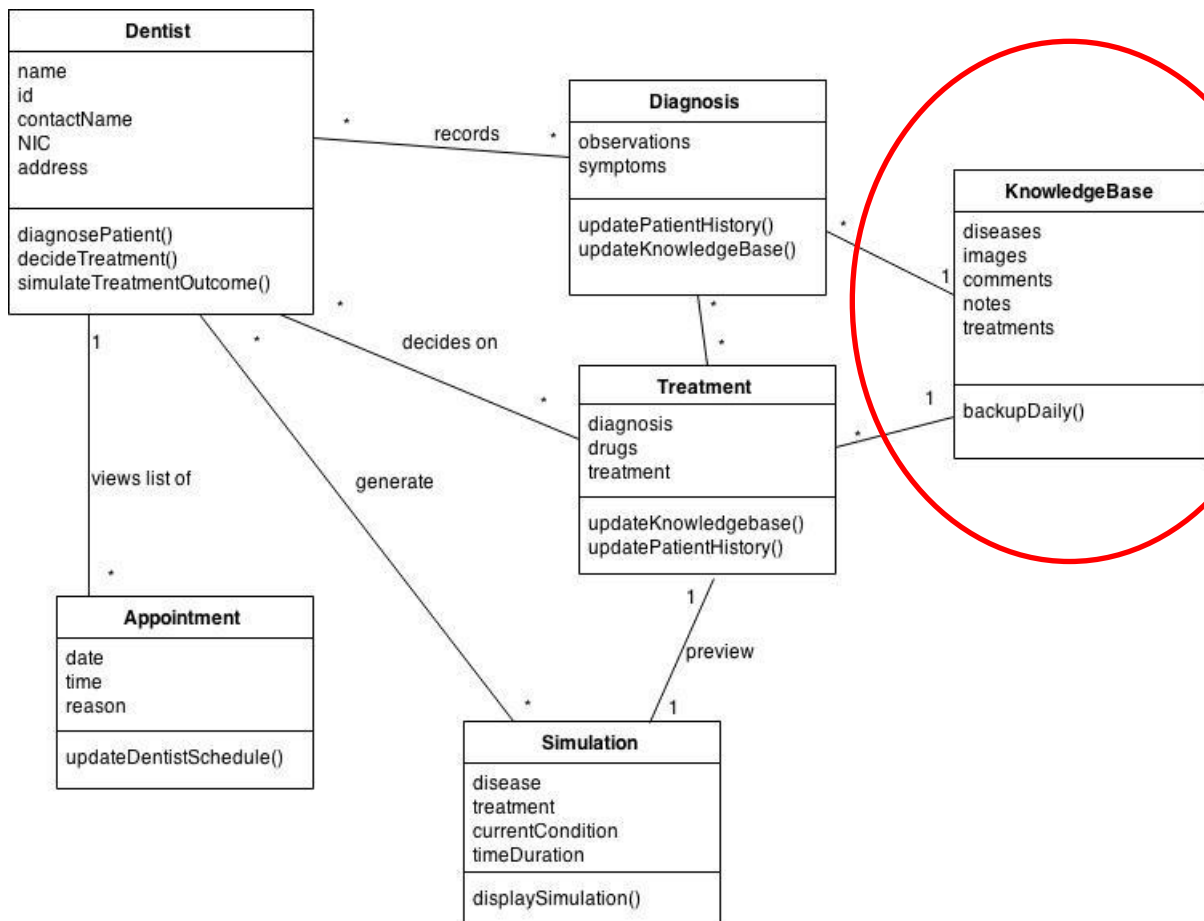 Dentist
name
id
contactName
NIC
address
diagnosePatient()
decideTreatment()
simulateTreatmentOutcome()
*
records
*
Diagnosis
observations
symptoms
updatePatientHistory()
updateKnowledgeBase()
*
1
KnowledgeBase
diseases
images
comments
notes
treatments
backupDaily()
*
*
1
*
*
decides on
*
Treatment
diagnosis
drugs
treatment
updateKnowledgebase()
updatePatientHistory()
1
views list of
*
*
generate
*
1
preview
1
Appointment
date
time
reason
updateDentistSchedule()
Simulation
disease
treatment
currentCondition
timeDuration
displaySimulation()